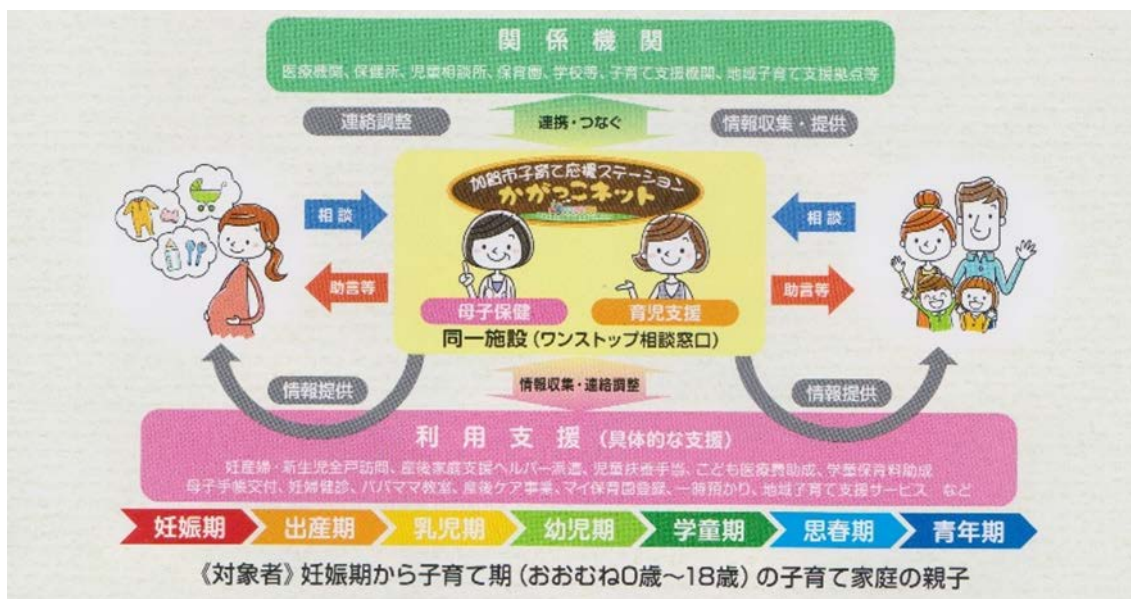 関係機関
医療機関、保健所、児童相談所、保育園、学校等、子育て支援機関、地域子育て支援拠点等
連絡調整
連携・つなぐ
情報収集・提供
加賀市子育て応援ステーション
かがっこネット
相談
相談
助言等
助言等
母子保健
育児支援
同一施設(ワンストップ相談窓口)
情報提供
情報収集・連絡調整
情報提供
利用支援(具体的な支援)
妊産婦・新生児全戸訪問、産後家庭支援ヘルパー派遣、児童扶養手当、こども医療費助成、学童保育料助成
母子手帳交付、妊婦健診、パパママ教室、産後ケア事業、マイ保育園登録、一時預かり、地域子育て支援サービス など
妊娠期
出産期
乳児期
幼児期
学童期
思春期
青年期
《対象者》妊娠期から子育て期(おおむね0歳~18歳)の子育て家庭の親子